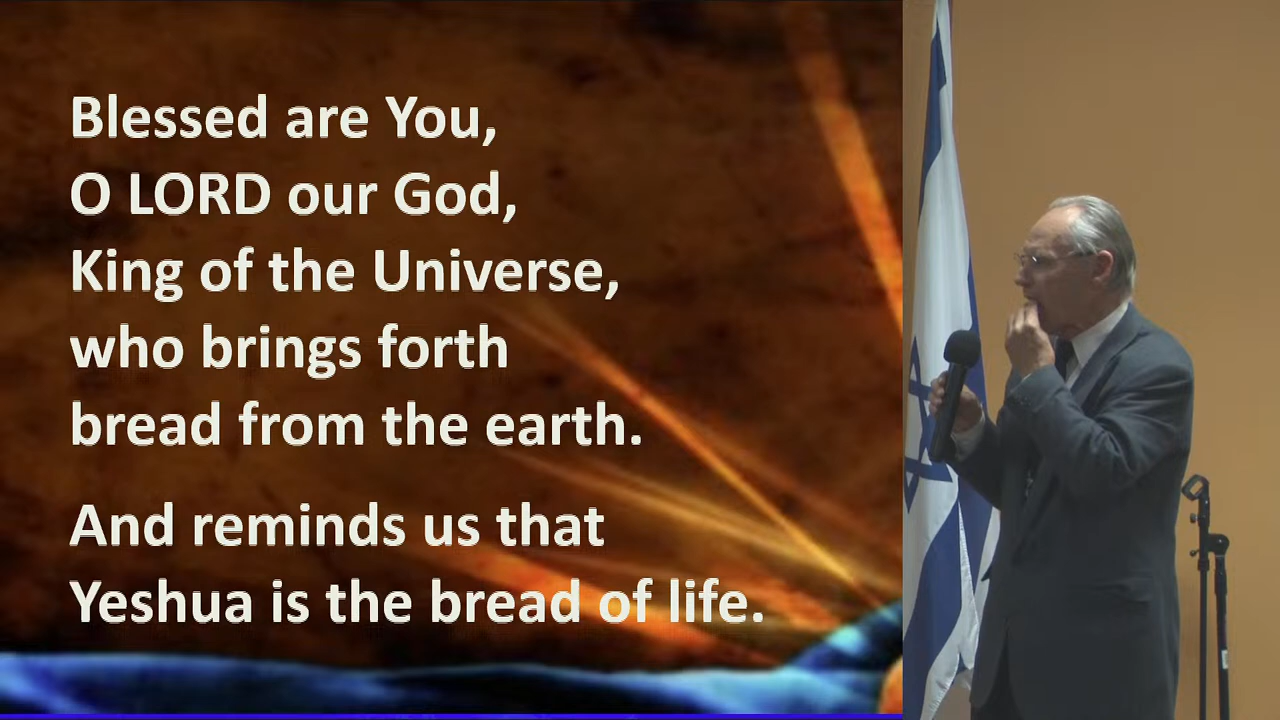 Blessed are You,
O LORD our God,
King of the Universe,
who brings forth
bread from the earth.
And reminds us that
Yeshua is the bread of life.